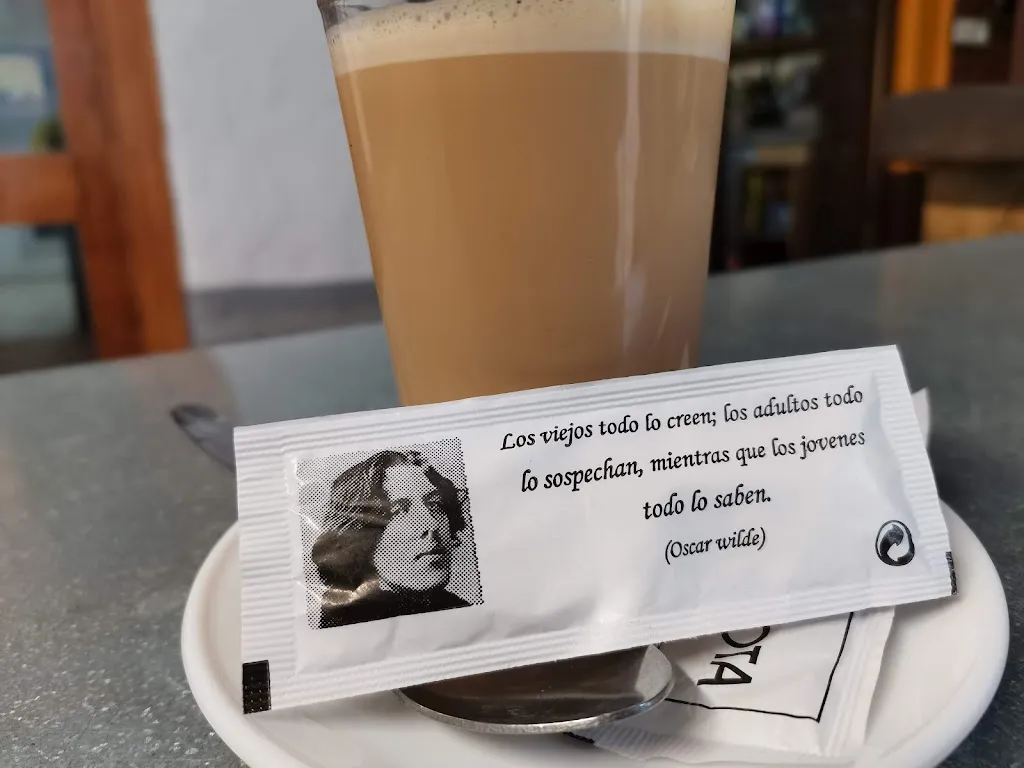 Los viejos todo lo creen; los adultos todo
lo sospechan, mientras que los jovenes
todo lo saben.
(Oscar wilde)
OTA